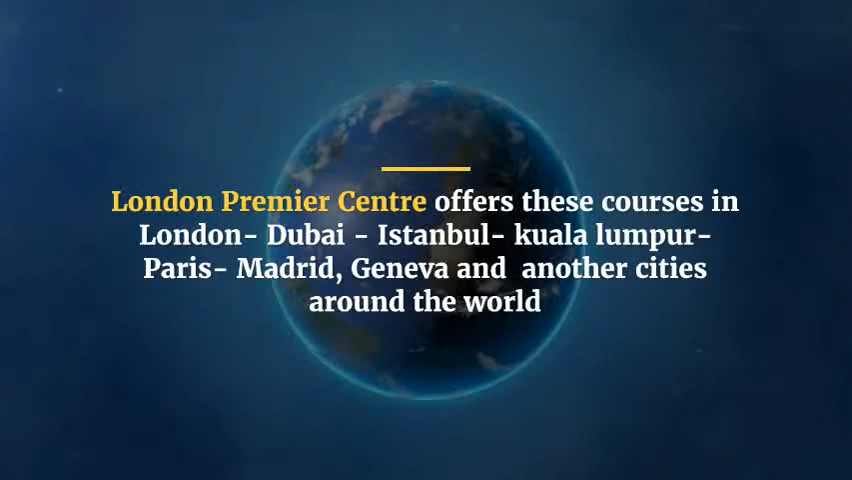 London Premier Centre offers these courses in
London- Dubai - Istanbul- kuala lumpur-
Paris- Madrid, Geneva and  another cities
around the world